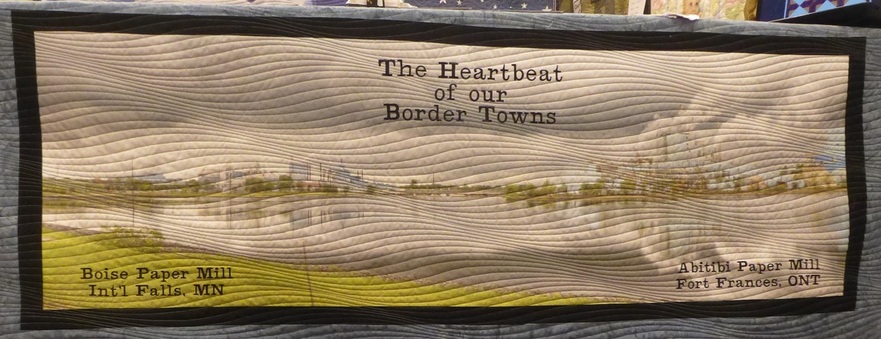 The Heartbeat
of our
Border Towns
Boise Paper Mill
Int'l Falls, MN
Abitibi Paper Mill
Fort Frances, ONT